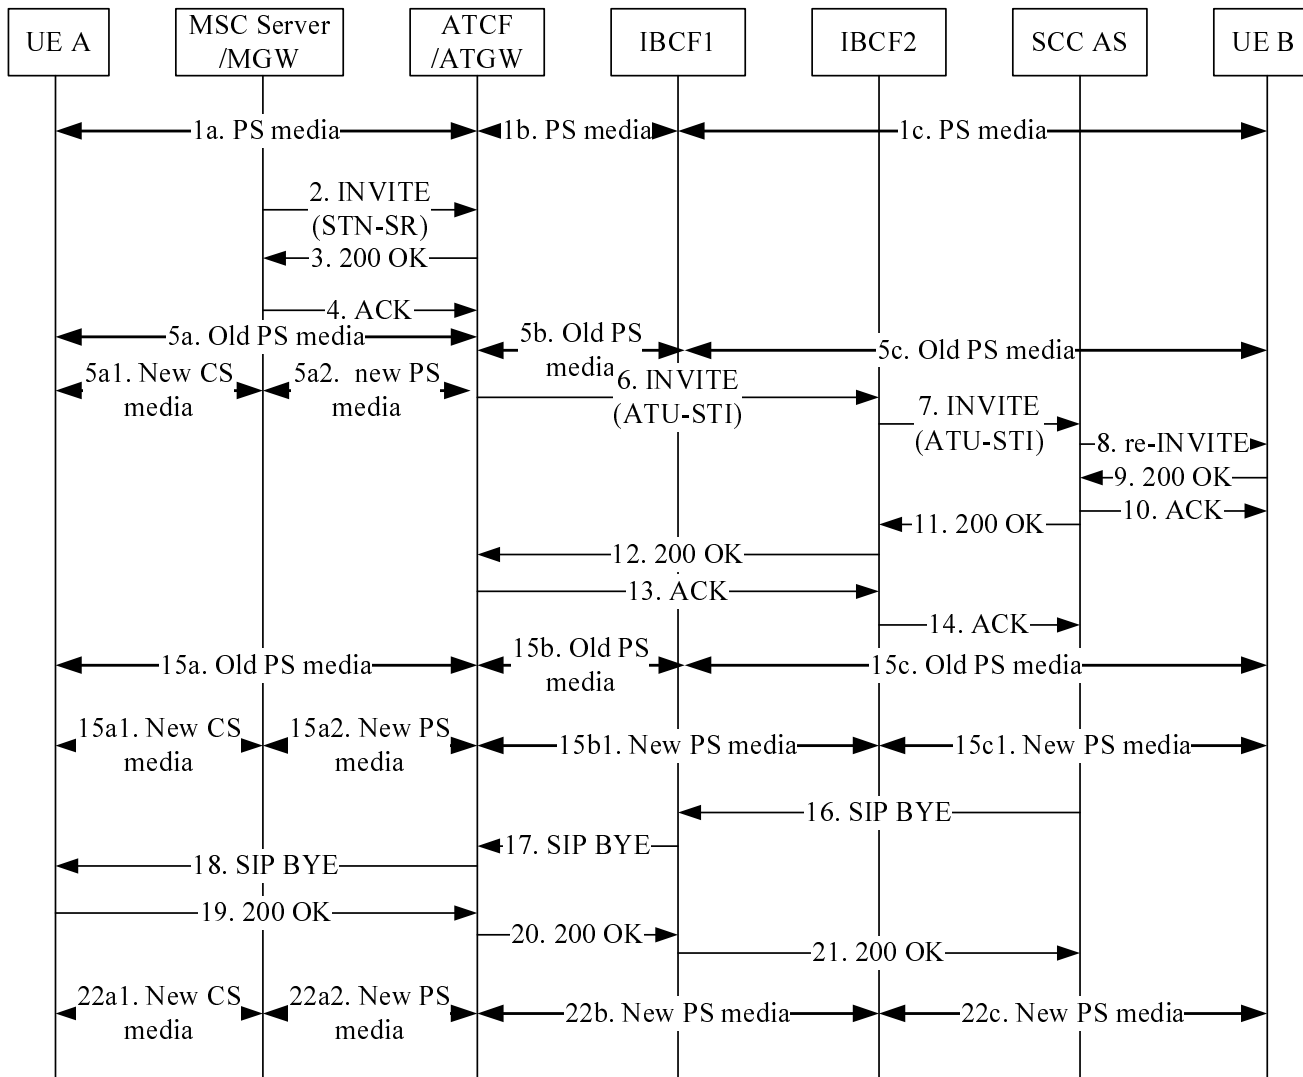 UE A
MSC Server
/MGW
ATCF
/ATGW
IBCF1
IBCF2
SCC AS
UE B
1a. PS media
1b. PS media
1c. PS media
2. INVITE
(STN-SR)
3. 200 OK
4. ACK
5a. Old PS media
5b. Old PS
media
5c. Old PS media
5a1. New CS
media
5a2. new PS
media
6. INVITE
(ATU-STI)
7. INVITE
(ATU-STI)
8. re-INVITE
9. 200 OK
10. ACK
11. 200 OK
12. 200 OK
13. ACK
14. ACK
15a. Old PS media
15b. Old PS
media
15c. Old PS media
15a1. New CS
media
15a2. New PS
media
15b1. New PS media
15c1. New PS media
16. SIP BYE
17. SIP BYE
18. SIP BYE
19. 200 OK
20. 200 OK
21. 200 OK
22a1. New CS
media
22a2. New PS
media
22b. New PS media
22c. New PS media